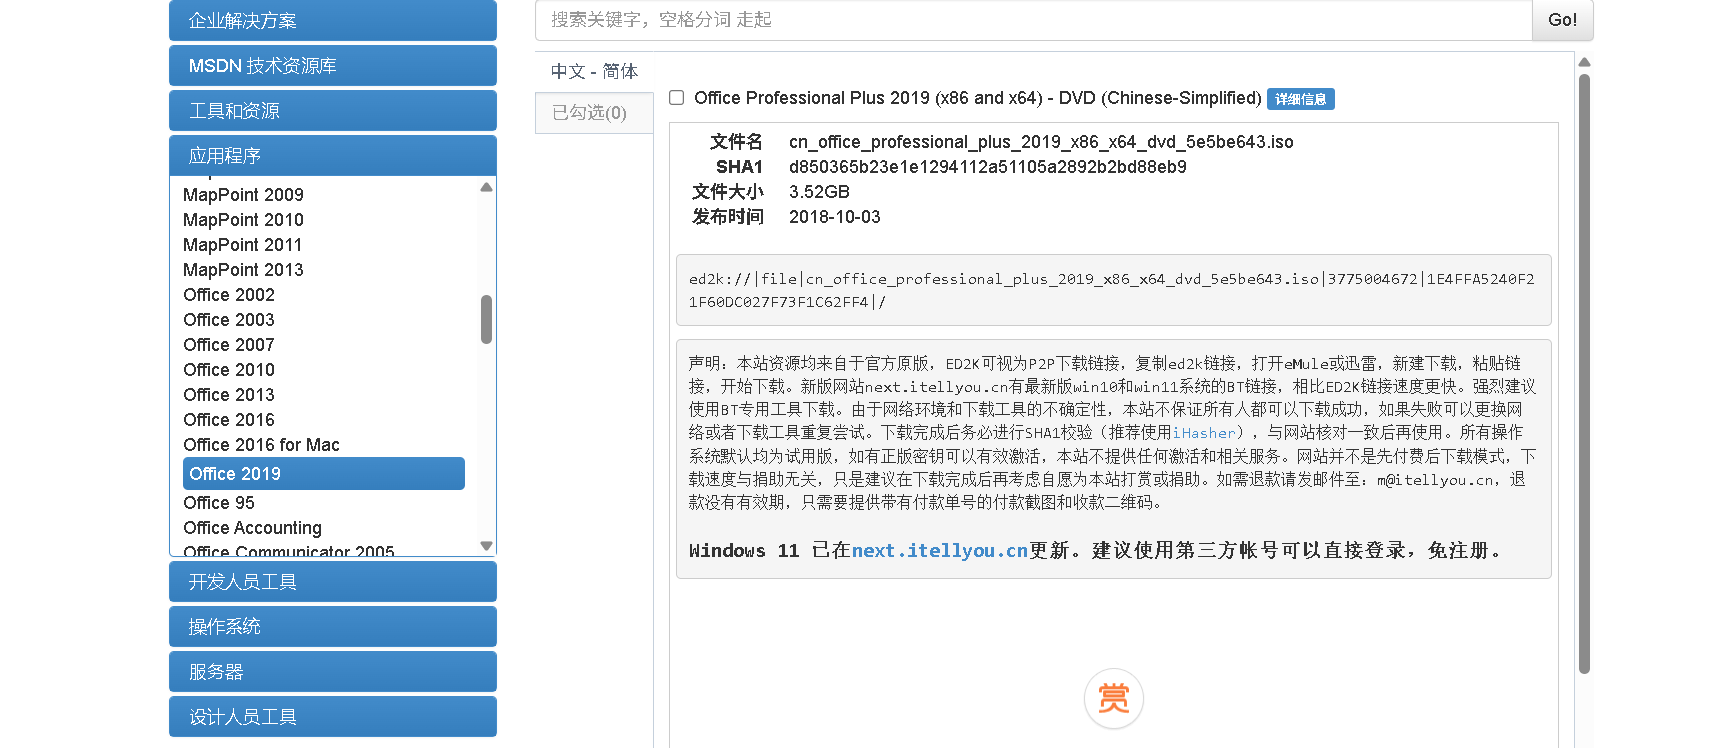 企业解决方案
MSDN 技术资源库
工具和资源
应用程序
MapPoint 2009
MapPoint 2010
MapPoint 2011
MapPoint 2013
Office 2002
Office 2003
Office 2007
Office 2010
Office 2013
Office 2016
Office 2016 for Mac
Office 2019
Office 95
Office Accounting
Office Communicator 2005
开发人员工具
操作系统
服务器
设计人员工具
搜索关键字，空格分词 走起
Go!
中文 - 简体
已勾选(0)
Office Professional Plus 2019 (x86 and x64) - DVD (Chinese-Simplified) 详细信息
文件名 cn_office_professional_plus_2019_x86_x64_dvd_5e5be643.iso
SHA1 d850365b23e1e1294112a51105a2892b2bd88eb9
文件大小 3.52GB
发布时间 2018-10-03
ed2k://|file|cn_office_professional_plus_2019_x86_x64_dvd_5e5be643.iso|3775004672|1E4FFA5240F2
1F60DC027F73F1C62FF4|/
声明：本站资源均来自于官方原版，ED2K可视为P2P下载链接，复制ed2k链接，打开eMule或迅雷，新建下载，粘贴链
接，开始下载。新版网站next.itellyou.cn有最新版win10和win11系统的BT链接，相比ED2K链接速度更快。强烈建议
使用BT专用工具下载。由于网络环境和下载工具的不确定性，本站不保证所有人都可以下载成功，如果失败可以更换网
络或者下载工具重复尝试。下载完成后务必进行SHA1校验（推荐使用iHasher），与网站核对一致后再使用。所有操作
系统默认均为试用版，如有正版密钥可以有效激活，本站不提供任何激活和相关服务。网站并不是先付费后下载模式，下
载速度与捐助无关，只是建议在下载完成后再考虑自愿为本站打赏或捐助。如需退款请发邮件至：m@itellyou.cn，退
款没有有效期，只需要提供带有付款单号的付款截图和收款二维码。
Windows 11 已在next.itellyou.cn更新。建议使用第三方帐号可以直接登录，免注册。
赏